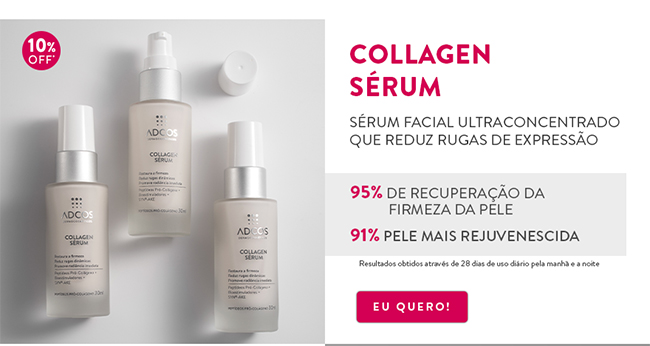 10%
OFF*
COLLAGEN
SÉRUM
SÉRUM FACIAL ULTRACONCENTRADO
QUE REDUZ RUGAS DE EXPRESSÃO
95% DE RECUPERAÇÃO DA
FIRMEZA DA PELE
91% PELE MAIS REJUVENESCIDA
Resultados obtidos através de 28 dias de uso diário pela manhã e a noite
EU QUERO!
ADCOS
COLLAGEN
SÉRUM
ADCOS
COLLAGEN
SÉRUM
30ml
ADCOS
COLLAGEN
SÉRUM